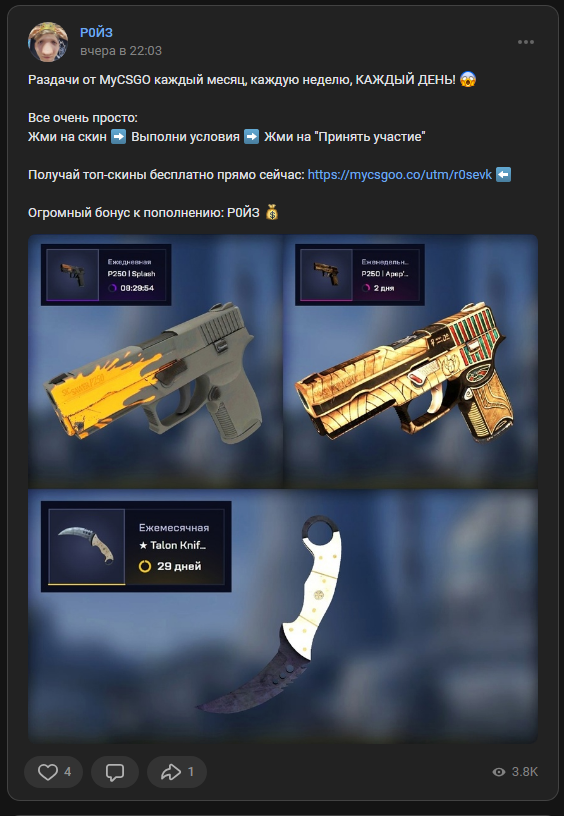 Р0ЙЗ
вчера в 22:03
Раздачи от MyCSGO каждый месяц, каждую неделю, КАЖДЫЙ ДЕНЬ! 😱
Все очень просто:
Жми на скин ➡ Выполни условия ➡ Жми на "Принять участие"
Получай топ-скины бесплатно прямо сейчас: https://mycsgoo.co/utm/r0sevk ⬅
Огромный бонус к пополнению: Р0ЙЗ 💰
Ежедневная
P250 | Splash
09:29:54
Еженедельн...
P250 | Apep'...
2 дня
Ежемесячная
★ Talon Knif...
29 дней
4
1
3.8K